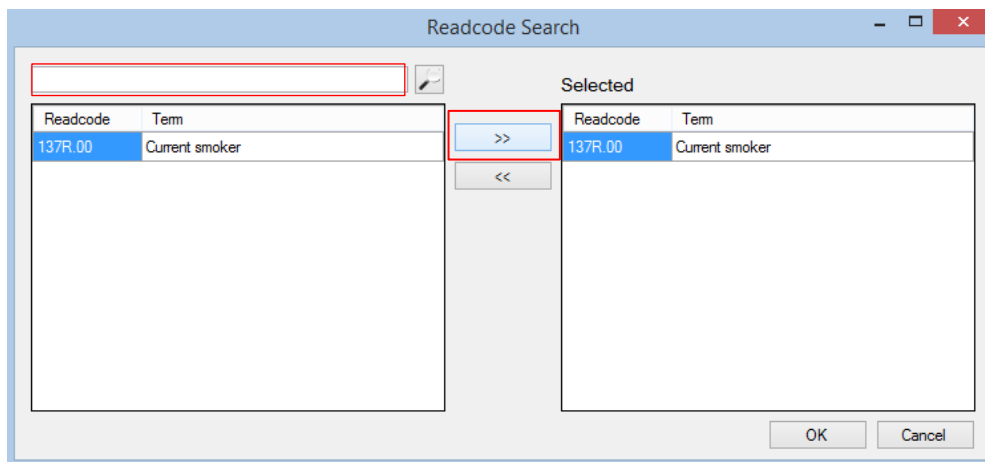 Readcode Search
Selected
Readcode Term
137R.00 Current smoker
>>
<<
Readcode Term
137R.00 Current smoker
OK Cancel